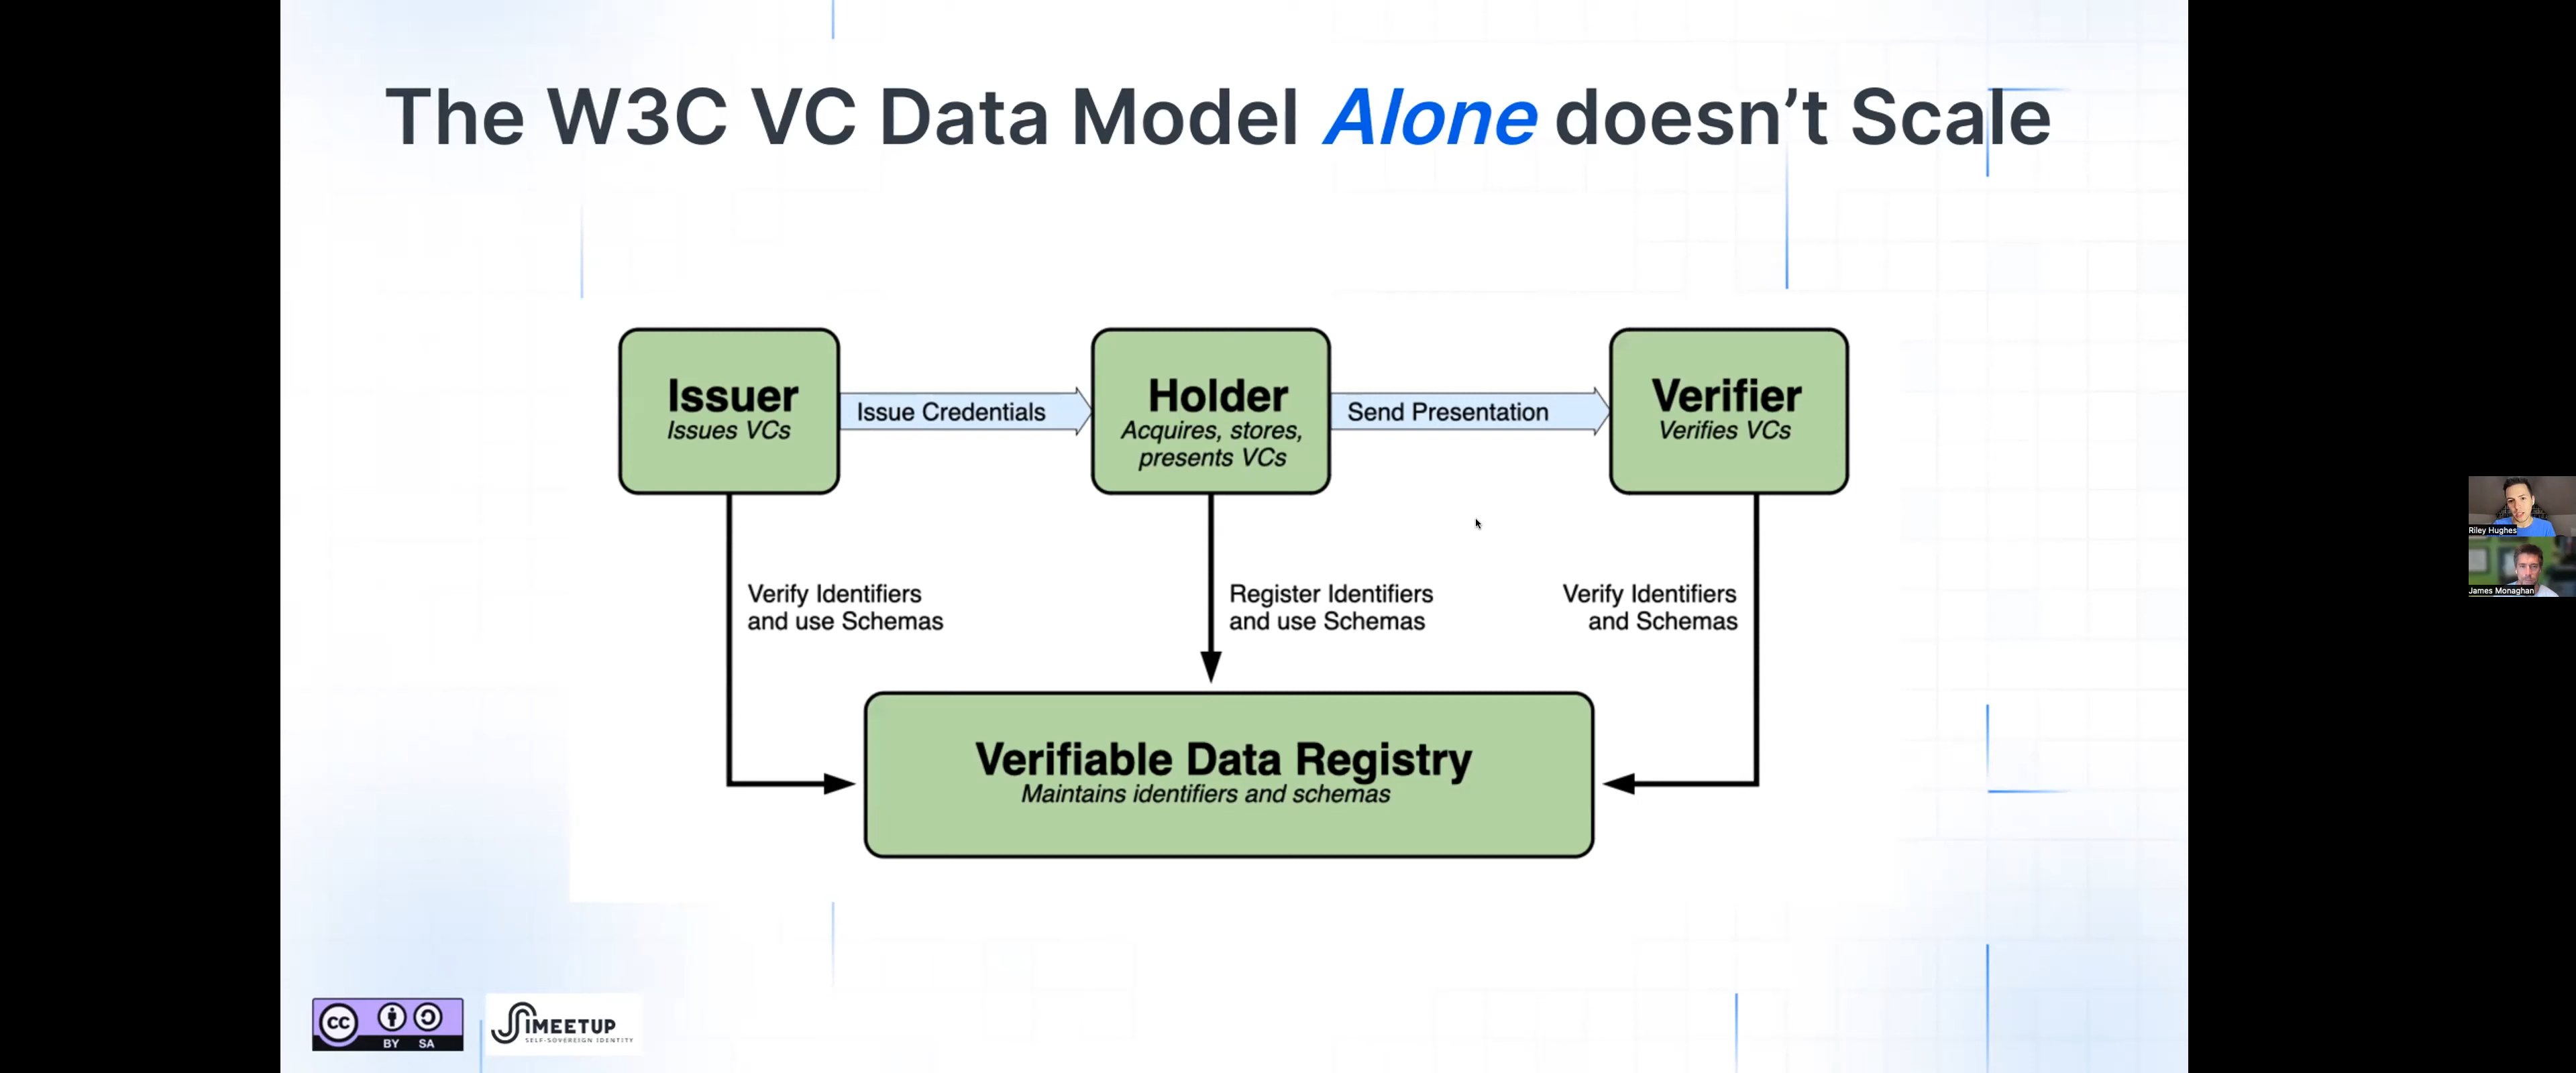 The W3C VC Data Model Alone doesn't Scale
Issuer
Issues VCs
Issue Credentials
Holder
Acquires, stores,
presents VCs
Send Presentation
Verifier
Verifies VCs
Verify Identifiers
and use Schemas
Register Identifiers
and use Schemas
Verify Identifiers
and Schemas
Verifiable Data Registry
Maintains identifiers and schemas
Riley Hughes
James Monaghan
cc
BY SA
SSIMEETUP
SELF-SOVEREIGN IDENTITY